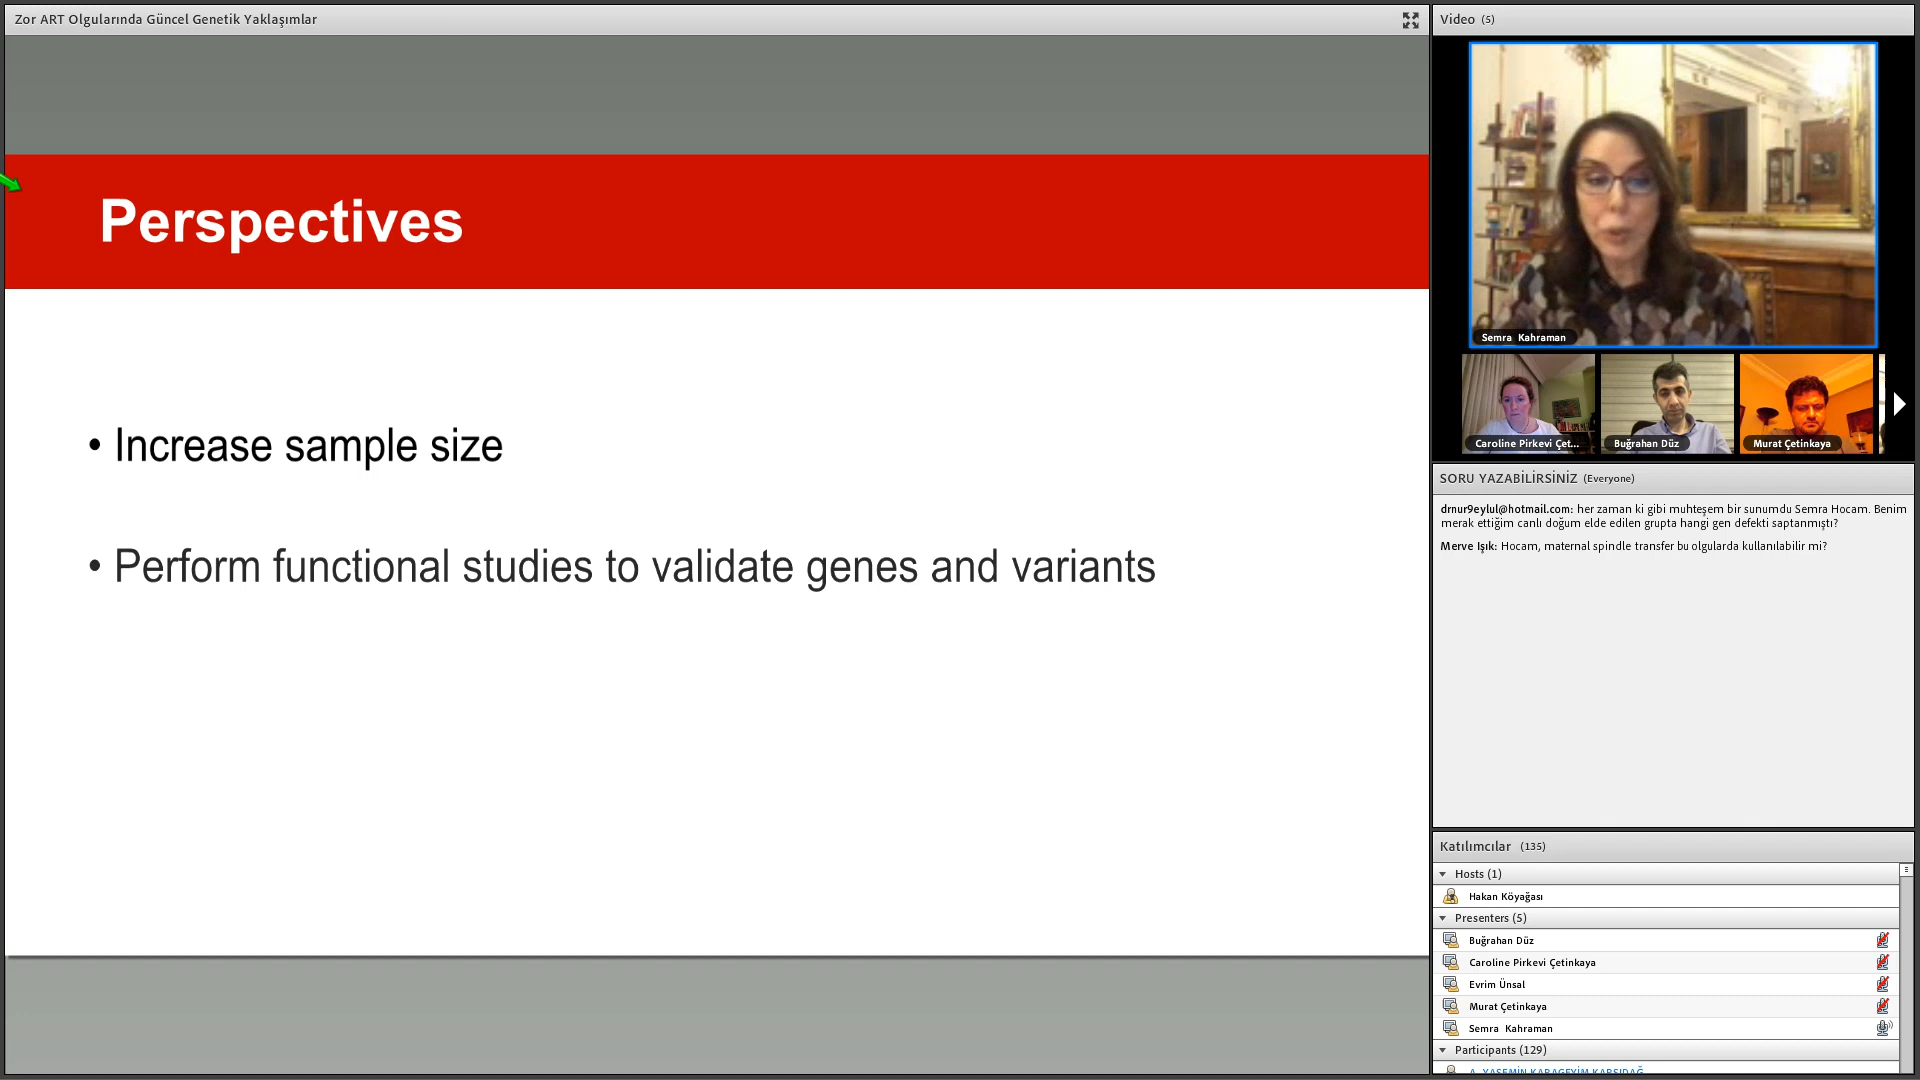 Zor ART Olgularında Güncel Genetik Yaklaşımlar
Perspectives
• Increase sample size
• Perform functional studies to validate genes and variants
Video (5)
Semra Kahraman
Caroline Pirkevi Çet...
Buğrahan Düz
Murat Çetinkaya
SORU YAZABİLİRSİNİZ (Everyone)
drnur9eylul@hotmail.com: her zaman ki gibi muhteşem bir sunumdu Semra Hocam. Benim
merak ettiğim canlı doğum elde edilen grupta hangi gen defekti saptanmıştı?
Merve Işık: Hocam, maternal spindle transfer bu olgularda kullanılabilir mi?
Katılımcılar (135)
Hosts (1)
Hakan Köyağası
Presenters (5)
Buğrahan Düz
Caroline Pirkevi Çetinkaya
Evrim Ünsal
Murat Çetinkaya
Semra Kahraman
Participants (129)